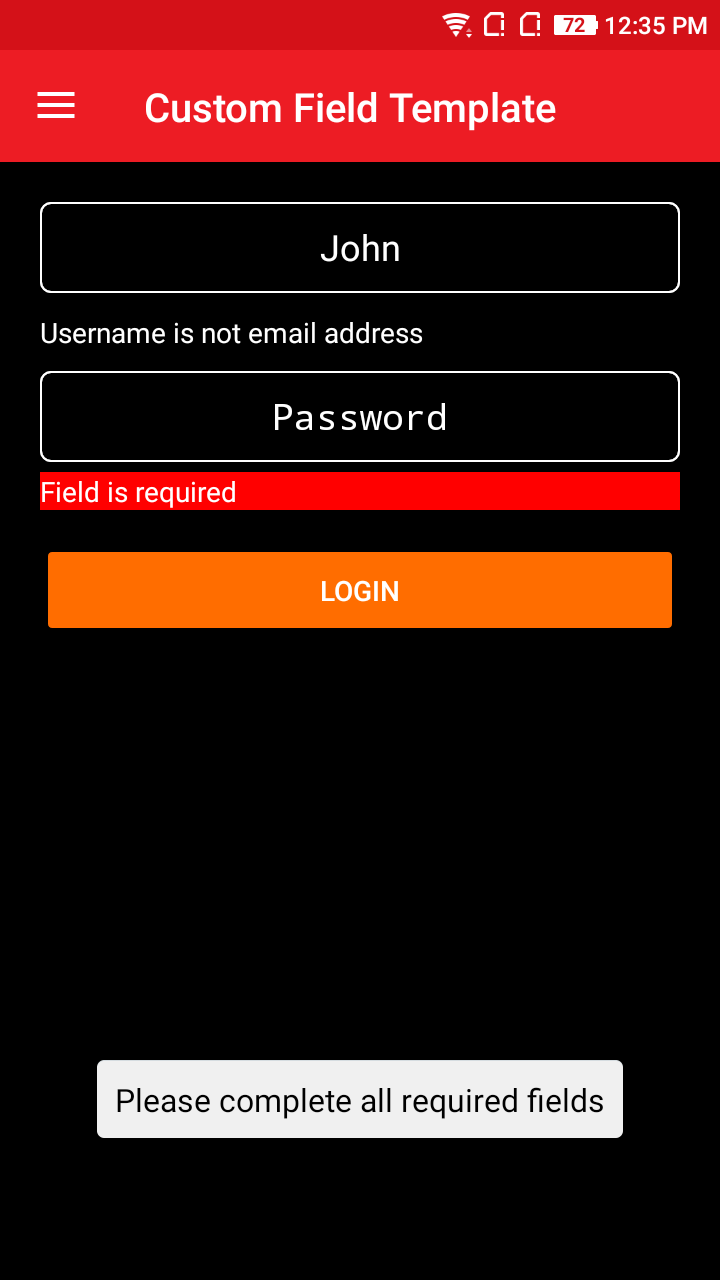 72 12:35 PM
Custom Field Template
John
Username is not email address
Password
Field is required
LOGIN
Please complete all required fields